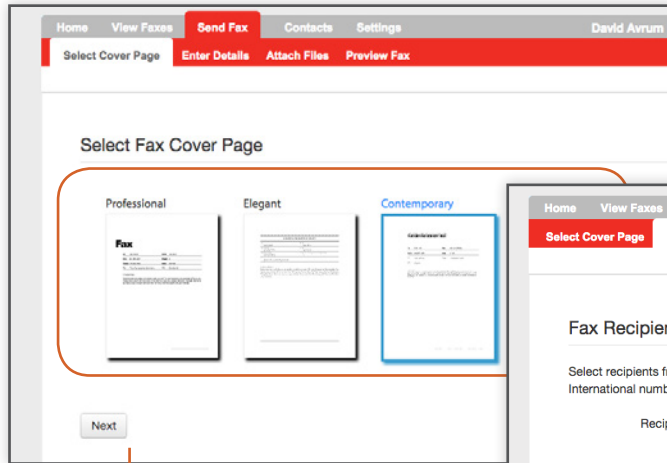 Home View Faxes Send Fax Contacts Settings David Avrum
Select Cover Page Enter Details Attach Files Preview Fax
Select Fax Cover Page
Professional Elegant Contemporary
Fax
Next
Home View Faxes
Select Cover Page
Fax Recipien
Select recipients f
International numb
Recip